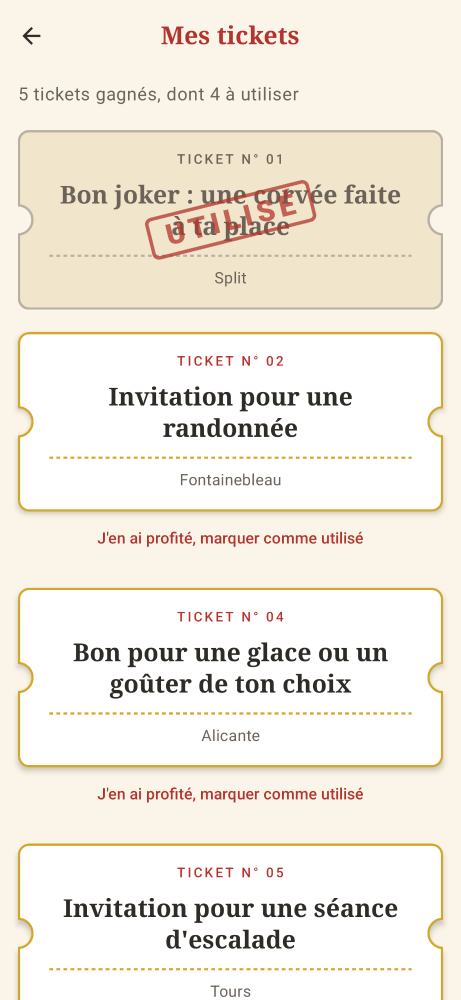 Mes tickets
5 tickets gagnés, dont 4 à utiliser
TICKET N° 01
Bon joker : une corvée faite
à ta place
UTILISÉ
Split
TICKET N° 02
Invitation pour une
randonnée
Fontainebleau
J'en ai profité, marquer comme utilisé
TICKET N° 04
Bon pour une glace ou un
goûter de ton choix
Alicante
J'en ai profité, marquer comme utilisé
TICKET N° 05
Invitation pour une séance
d'escalade
Tours